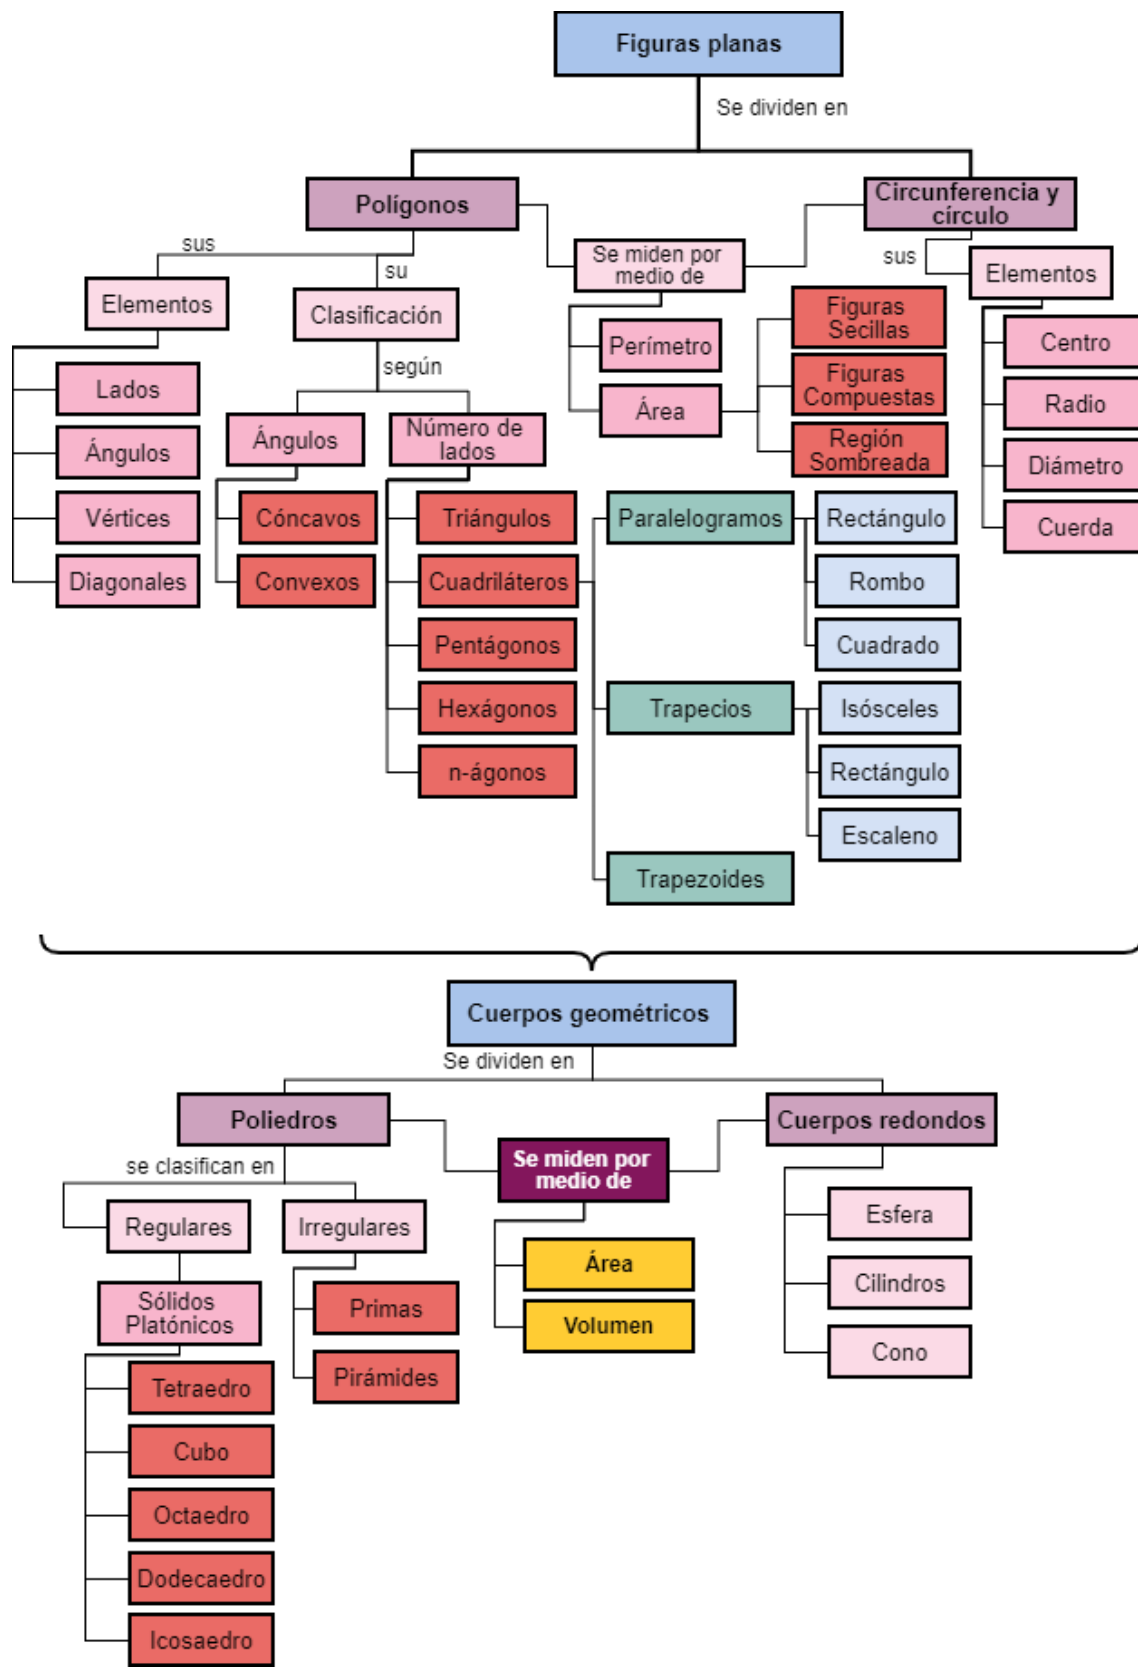 Figuras planas
Se dividen en
Polígonos
Circunferencia y
círculo
sus
su
Se miden por
medio de
sus
Elementos
Clasificación
Elementos
según
Perímetro
Área
Figuras
Secillas
Figuras
Compuestas
Región
Sombreada
Centro
Radio
Diámetro
Cuerda
Lados
Ángulos
Vértices
Diagonales
Ángulos
Número de
lados
Cóncavos
Convexos
Triángulos
Cuadriláteros
Pentágonos
Hexágonos
n-ágonos
Paralelogramos
Rectángulo
Rombo
Cuadrado
Trapecios
Isósceles
Rectángulo
Escaleno
Trapezoides
Cuerpos geométricos
Se dividen en
Poliedros
Cuerpos redondos
se clasifican en
Se miden por
medio de
Regulares
Irregulares
Sólidos
Platónicos
Primas
Pirámides
Área
Volumen
Esfera
Cilindros
Cono
Tetraedro
Cubo
Octaedro
Dodecaedro
Icosaedro